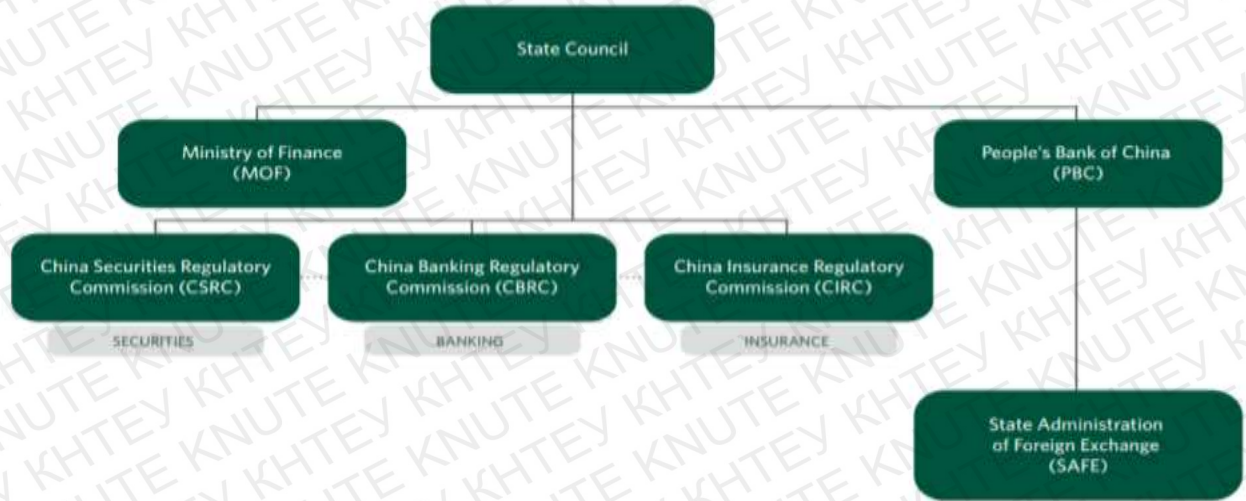 State Council
Ministry of Finance
(MOF)
People's Bank of China
(PBC)
China Securities Regulatory
Commission (CSRC)
China Banking Regulatory
Commission (CBRC)
China Insurance Regulatory
Commission (CIRC)
SECURITIES
BANKING
INSURANCE
State Administration
of Foreign Exchange
(SAFE)